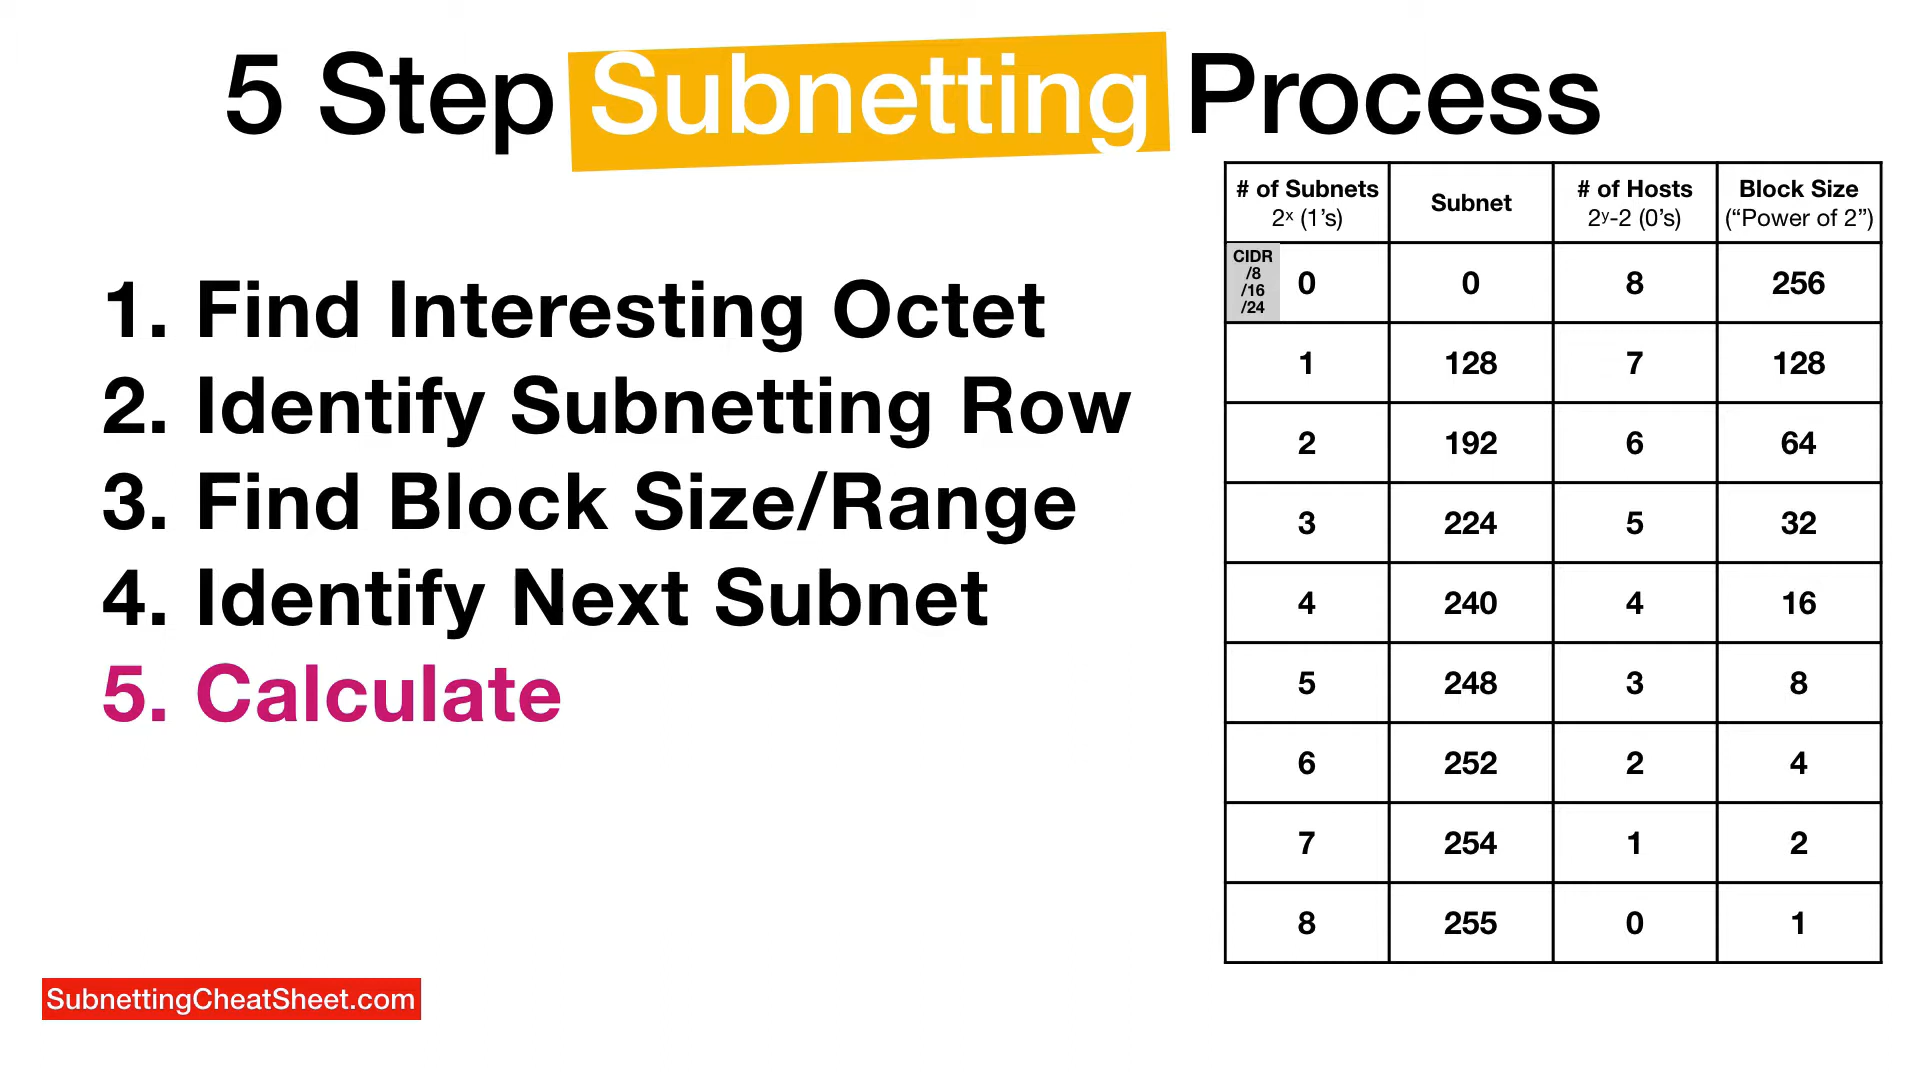 5 Step Subnetting Process
1. Find Interesting Octet
2. Identify Subnetting Row
3. Find Block Size/Range
4. Identify Next Subnet
5. Calculate
# of Subnets Subnet # of Hosts Block Size
2ˣ (1’s) 2ʸ-2 (0’s) (“Power of 2”)
CIDR
/8
/16
/24
0 0 8 256
1 128 7 128
2 192 6 64
3 224 5 32
4 240 4 16
5 248 3 8
6 252 2 4
7 254 1 2
8 255 0 1
SubnettingCheatSheet.com